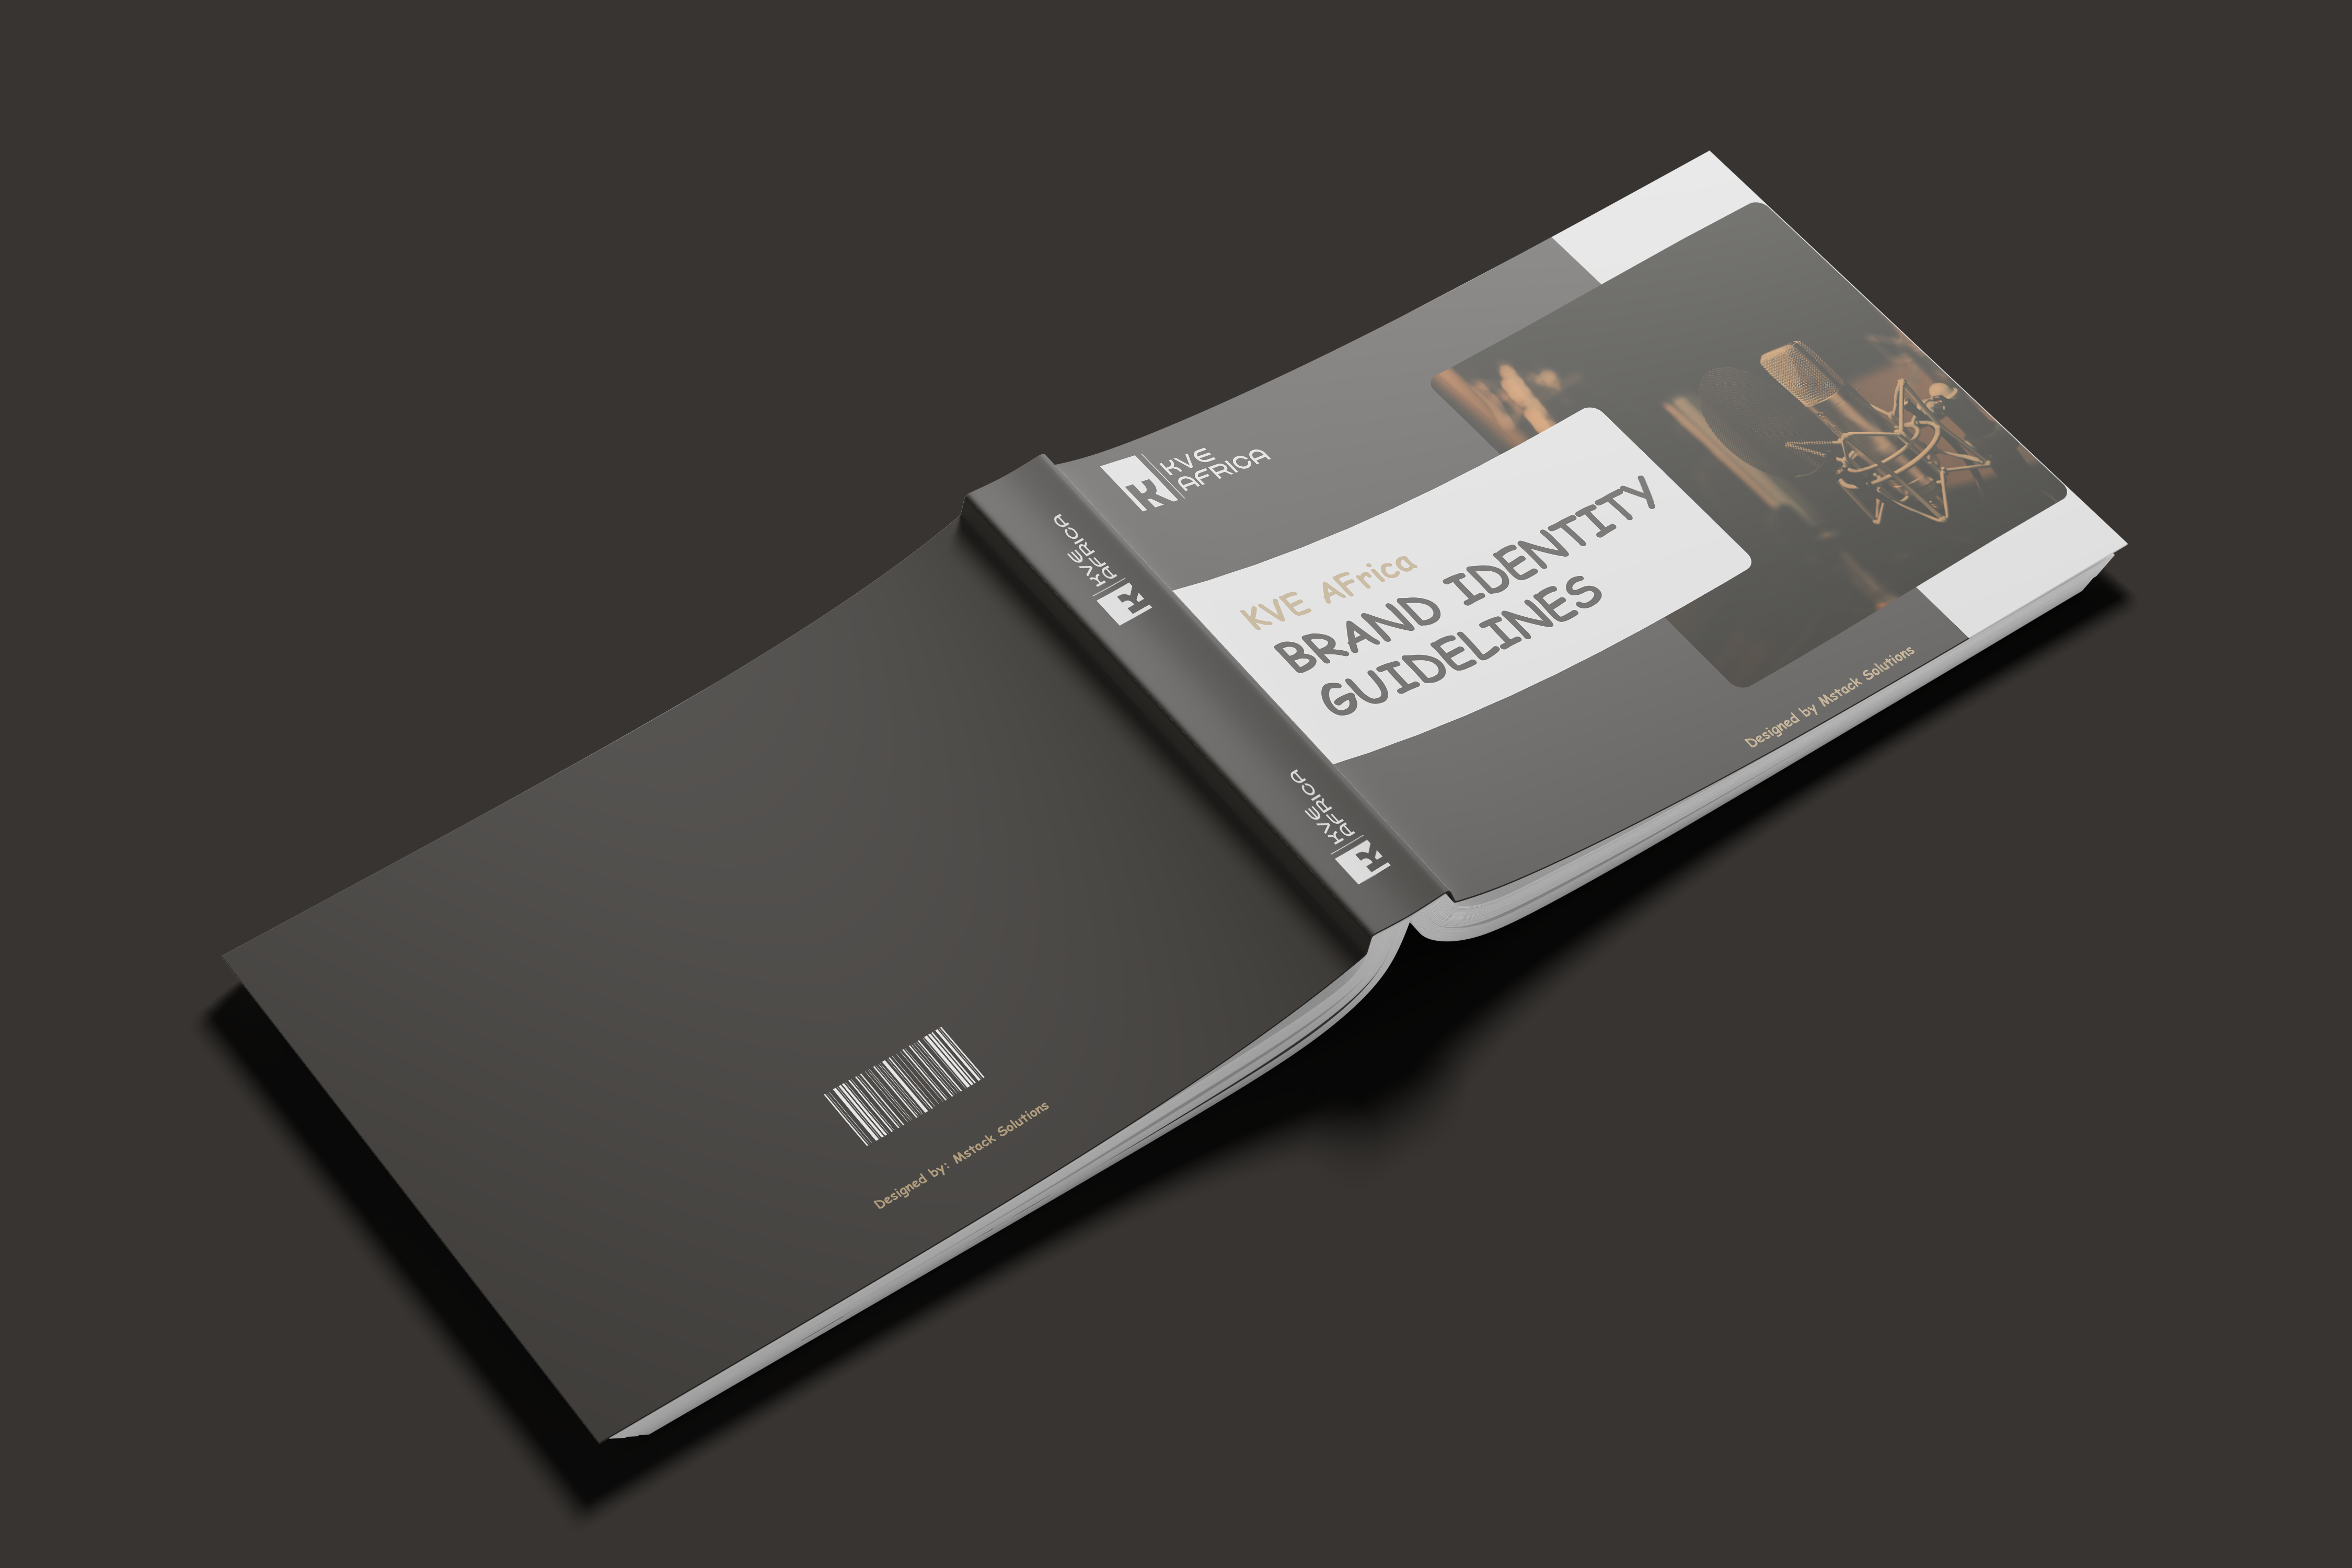 KVE
AFRICA
KVE AFrica
BRAND IDENTITY
GUIDELINES
Designed by Mstack Solutions
KVE
AFRICA
KVE
AFRICA
Designed by: Mstack Solutions